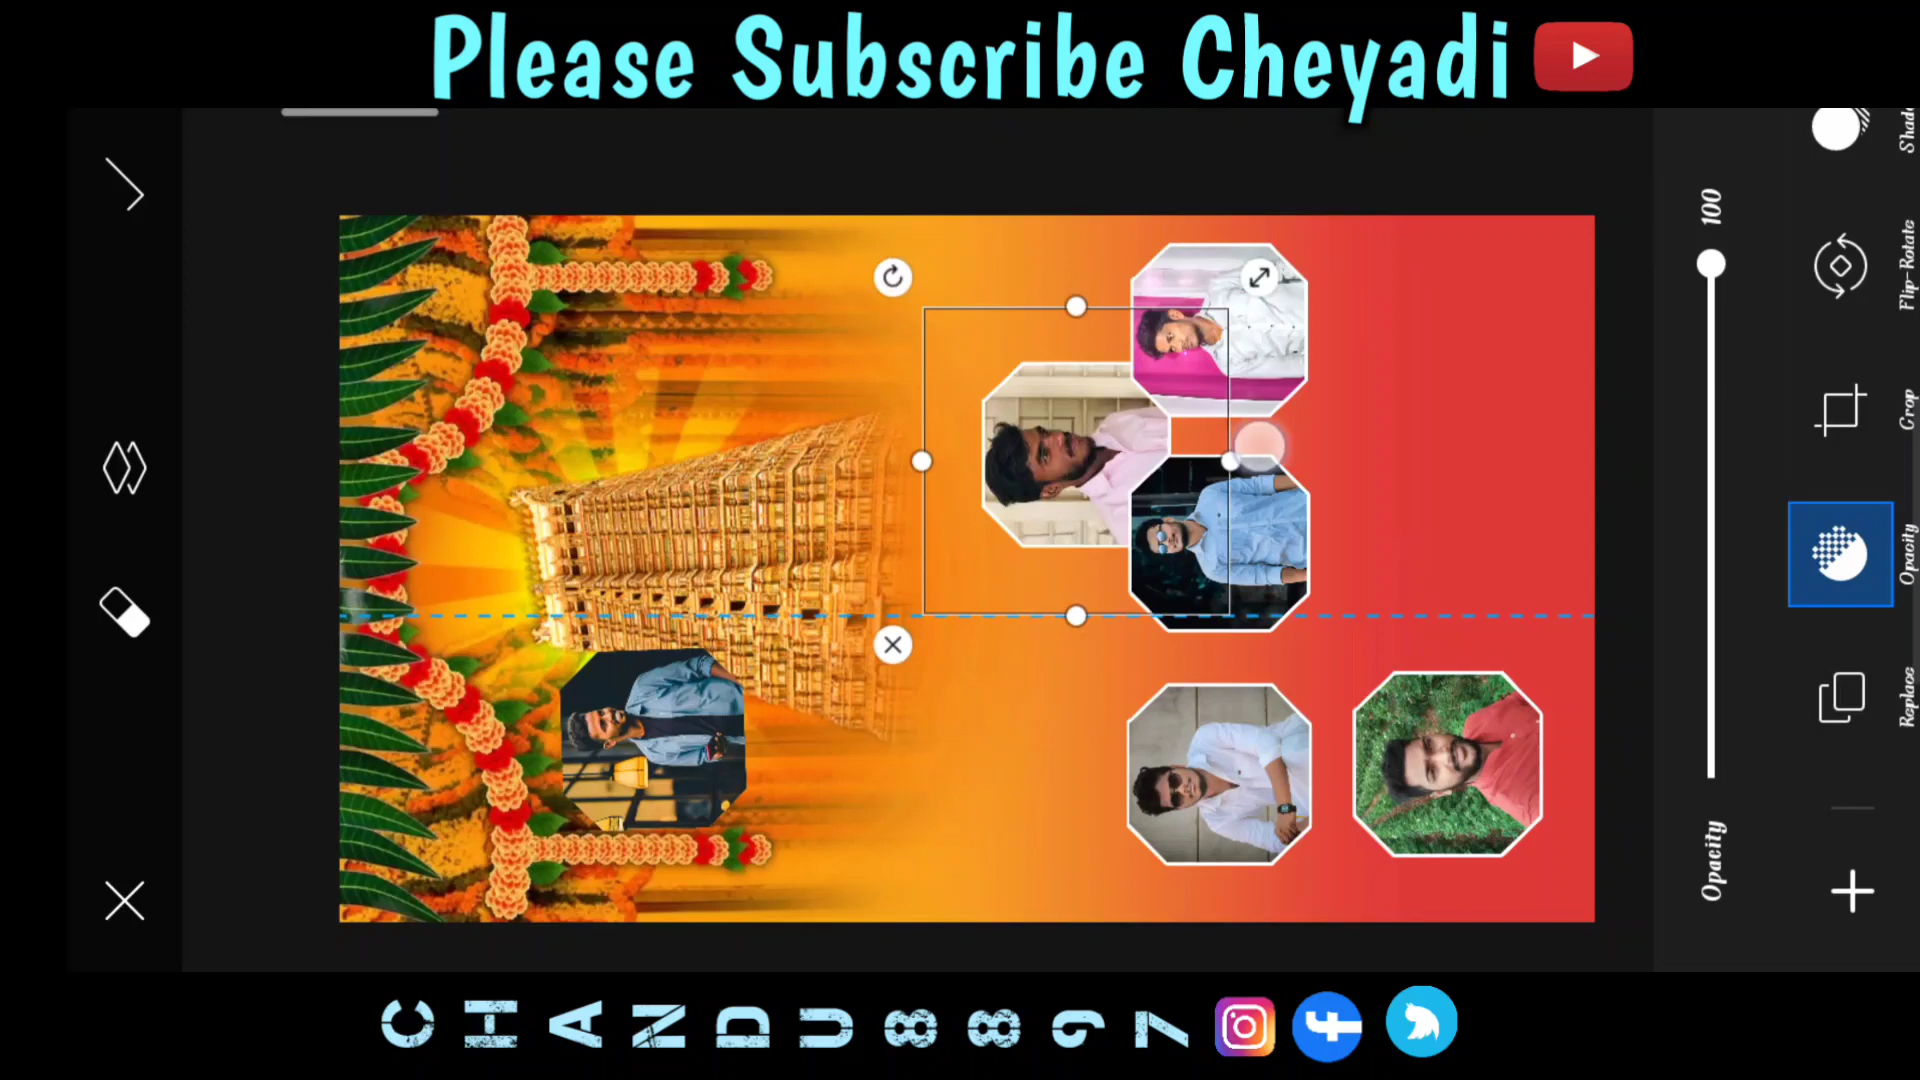 Please Subscribe Cheyadi
100
Shad
Flip-Rotate
Crop
Opacity
Replace
Opacity
CHANDU8897